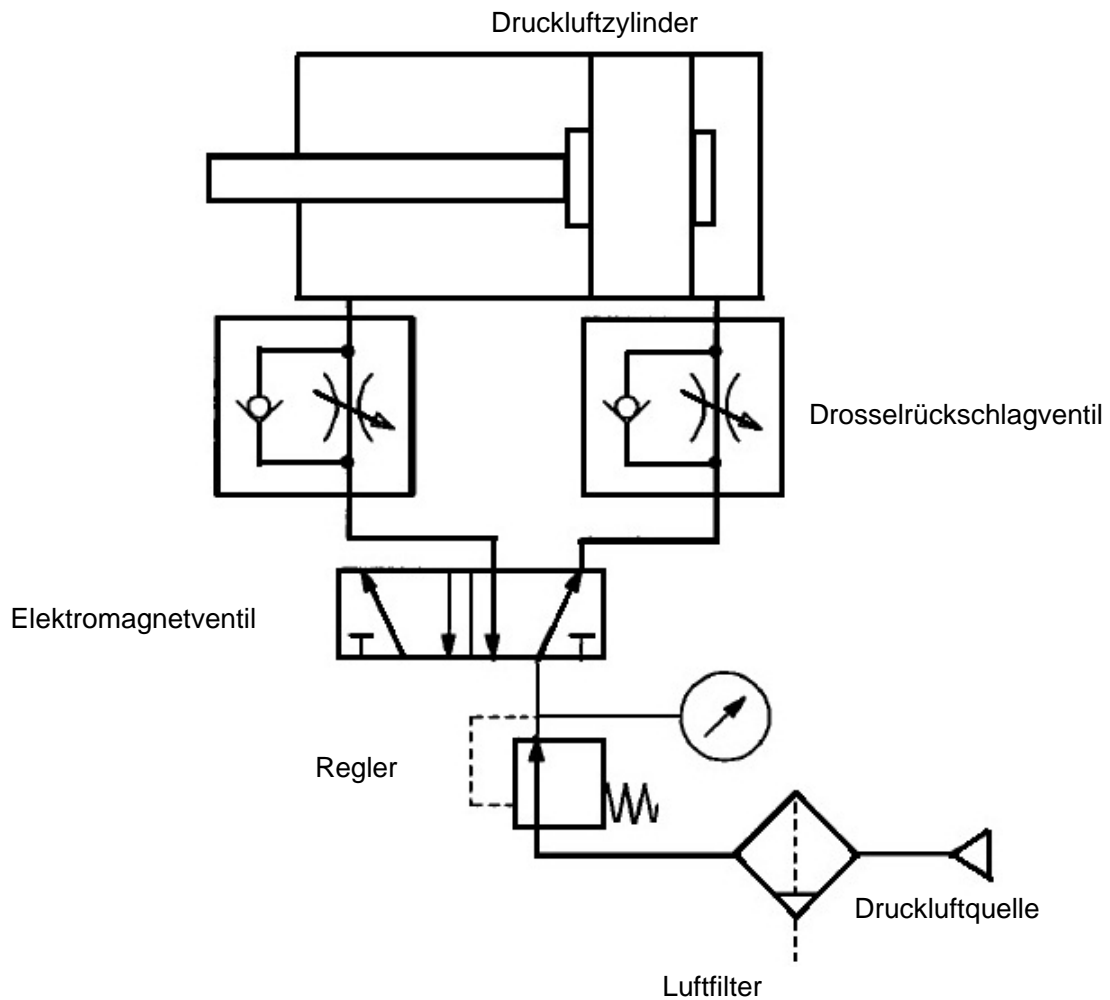 Druckluftzylinder
Drosselrückschlagventil
Elektromagnetventil
Regler
Druckluftquelle
Luftfilter